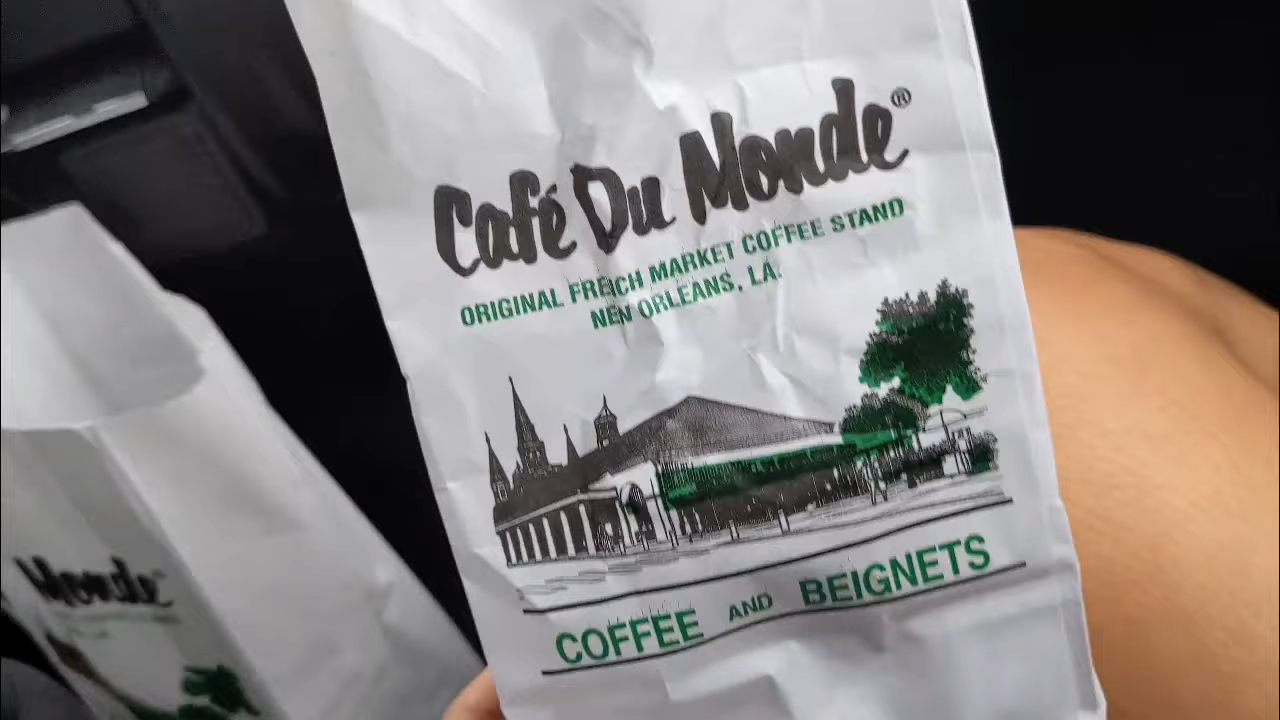 Café Du Monde®
ORIGINAL FRENCH MARKET COFFEE STAND
NEW ORLEANS, LA.
COFFEE AND BEIGNETS
Monde